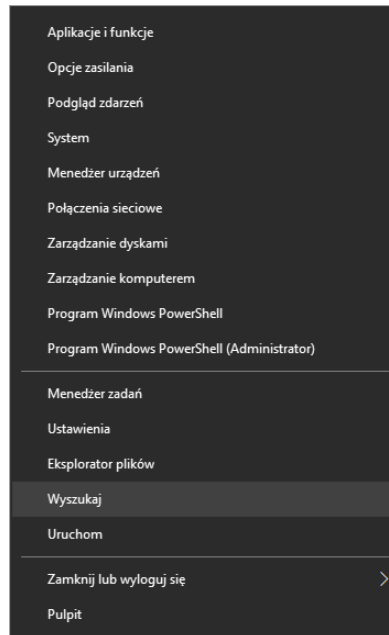 Aplikacje i funkcje
Opcje zasilania
Podgląd zdarzeń
System
Menedżer urządzeń
Połączenia sieciowe
Zarządzanie dyskami
Zarządzanie komputerem
Program Windows PowerShell
Program Windows PowerShell (Administrator)
Menedżer zadań
Ustawienia
Eksplorator plików
Wyszukaj
Uruchom
Zamknij lub wyloguj się
Pulpit